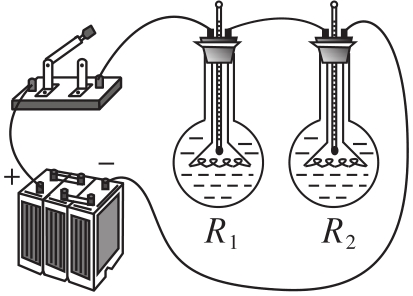 + −
R₁ R₂